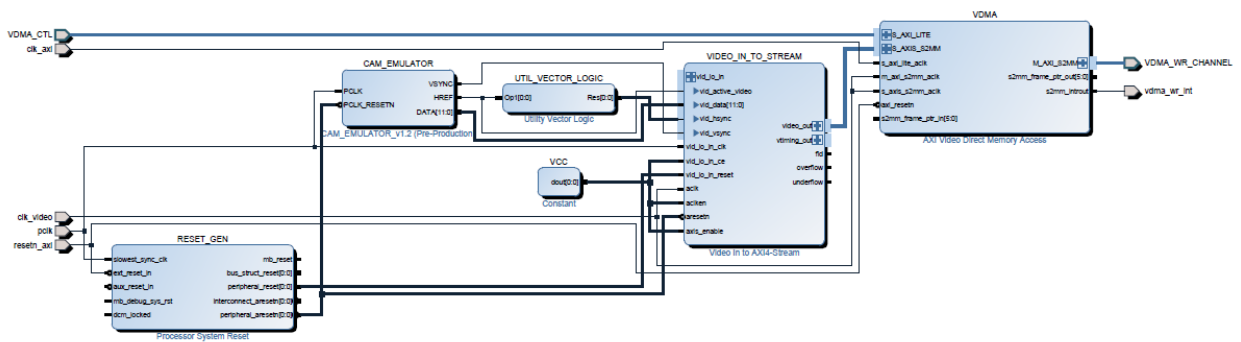 VDMA_CTL
clk_axi
clk_video
pclk
resetn_axi
CAM_EMULATOR
PCLK
PCLK_RESETN
VSYNC
HREF
DATA[11:0]
CAM_EMULATOR_v1.2 (Pre-Production
UTIL_VECTOR_LOGIC
Op1[0:0]
Res[0:0]
Utility Vector Logic
VCC
dout[0:0]
Constant
RESET_GEN
slowest_sync_clk
ext_reset_in
aux_reset_in
mb_debug_sys_rst
dcm_locked
mb_reset
bus_struct_reset[0:0]
peripheral_reset[0:0]
interconnect_aresetn[0:0]
peripheral_aresetn[0:0]
Processor System Reset
VIDEO_IN_TO_STREAM
vid_io_in
vid_active_video
vid_data[11:0]
vid_hsync
vid_vsync
vid_io_in_clk
vid_io_in_ce
vid_io_in_reset
aclk
aclken
aresetn
axis_enable
video_out
vtiming_out
fid
overflow
underflow
Video In to AXI4-Stream
VDMA
S_AXI_LITE
S_AXIS_S2MM
s_axi_lite_aclk
m_axi_s2mm_aclk
s_axis_s2mm_aclk
axi_resetn
s2mm_frame_ptr_in[5:0]
M_AXI_S2MM
s2mm_frame_ptr_out[5:0]
s2mm_introut
AXI Video Direct Memory Access
VDMA_WR_CHANNEL
vdma_wr_int